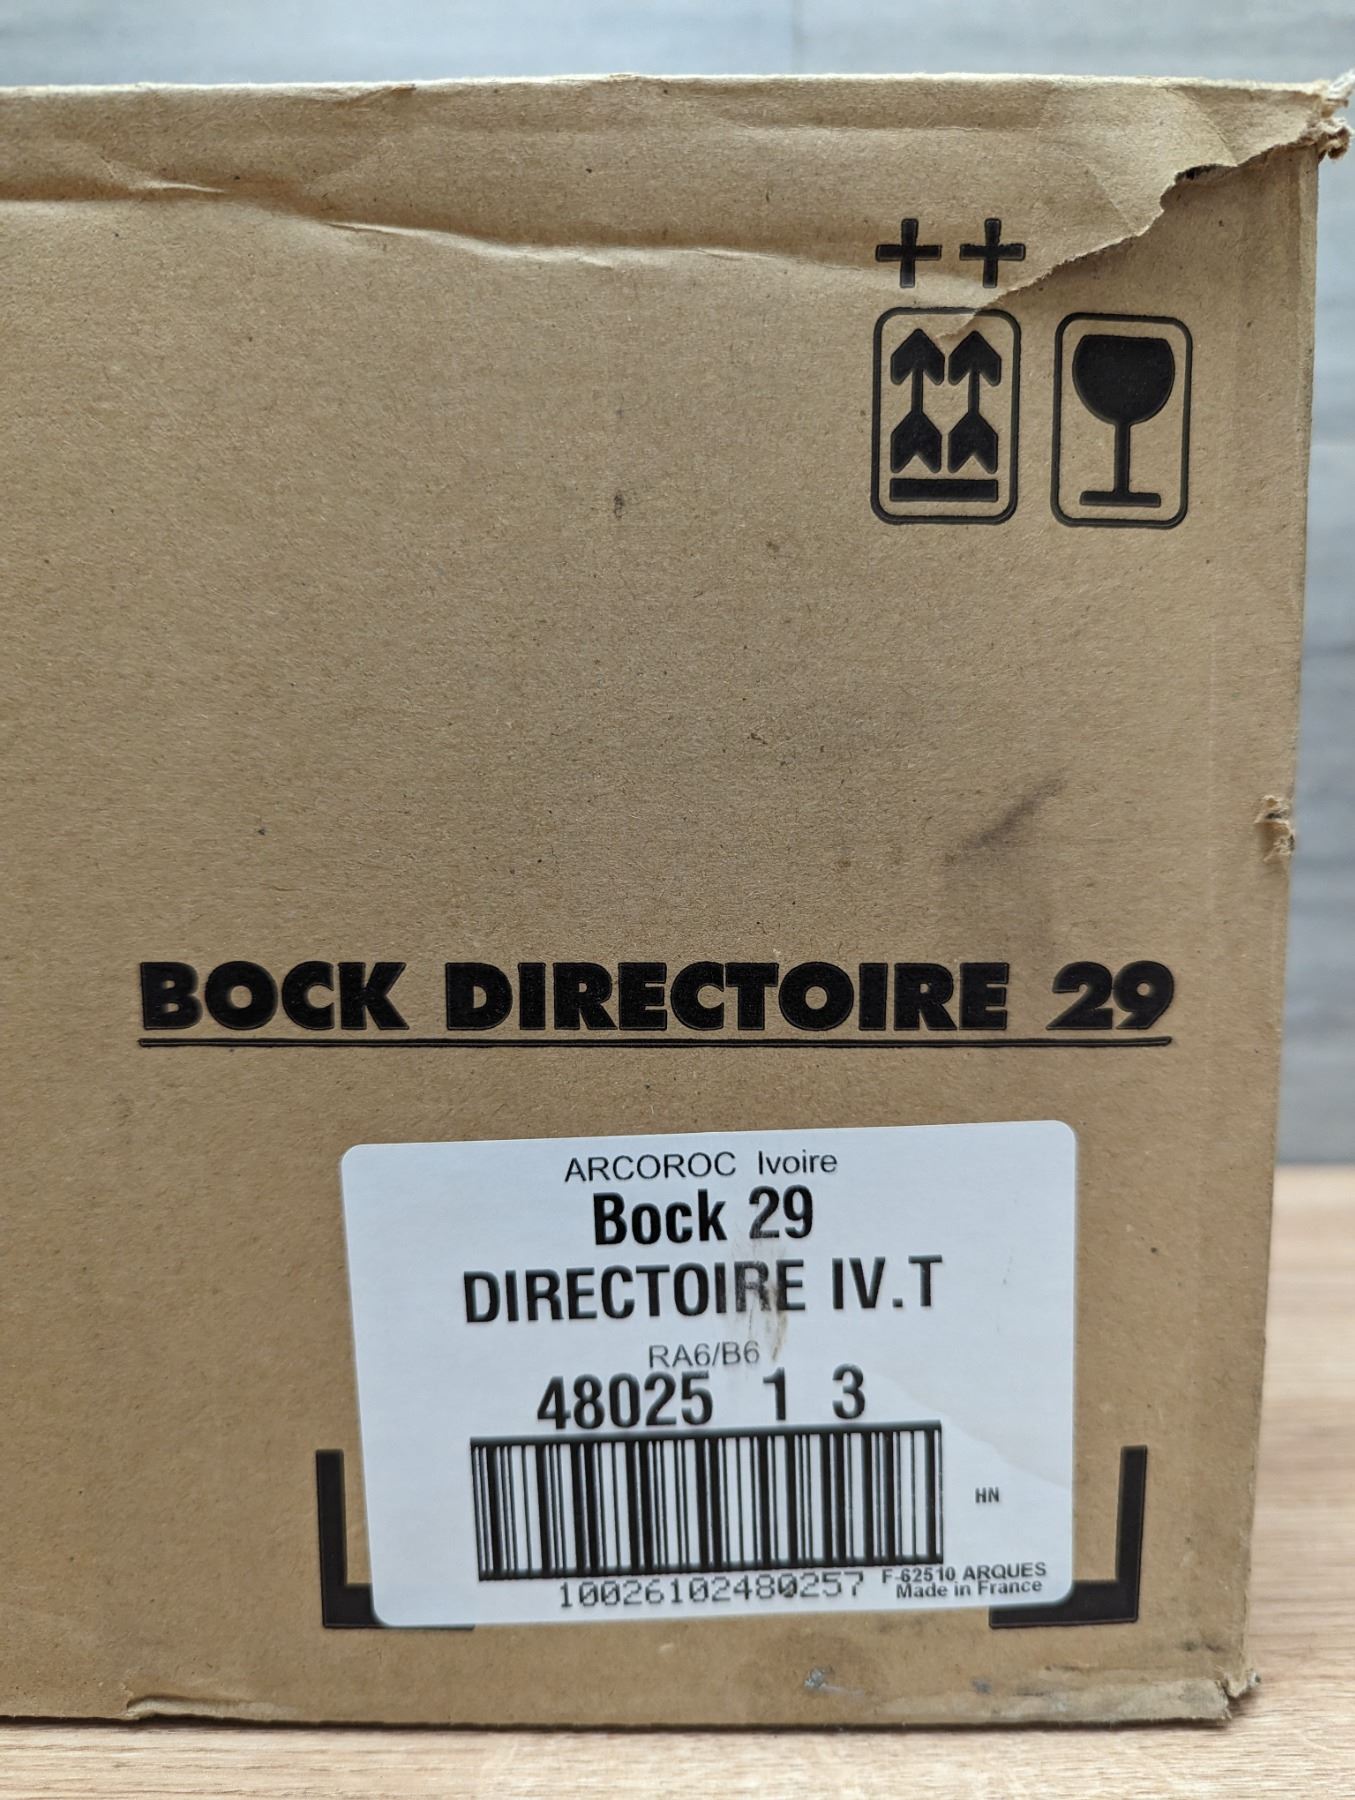 ++
BOCK DIRECTOIRE 29
ARCOROC Ivoire
Bock 29
DIRECTOIRE IV.T
RA6/B6
48025 1 3
HN
10026102480257
F-62510 ARQUES
Made in France